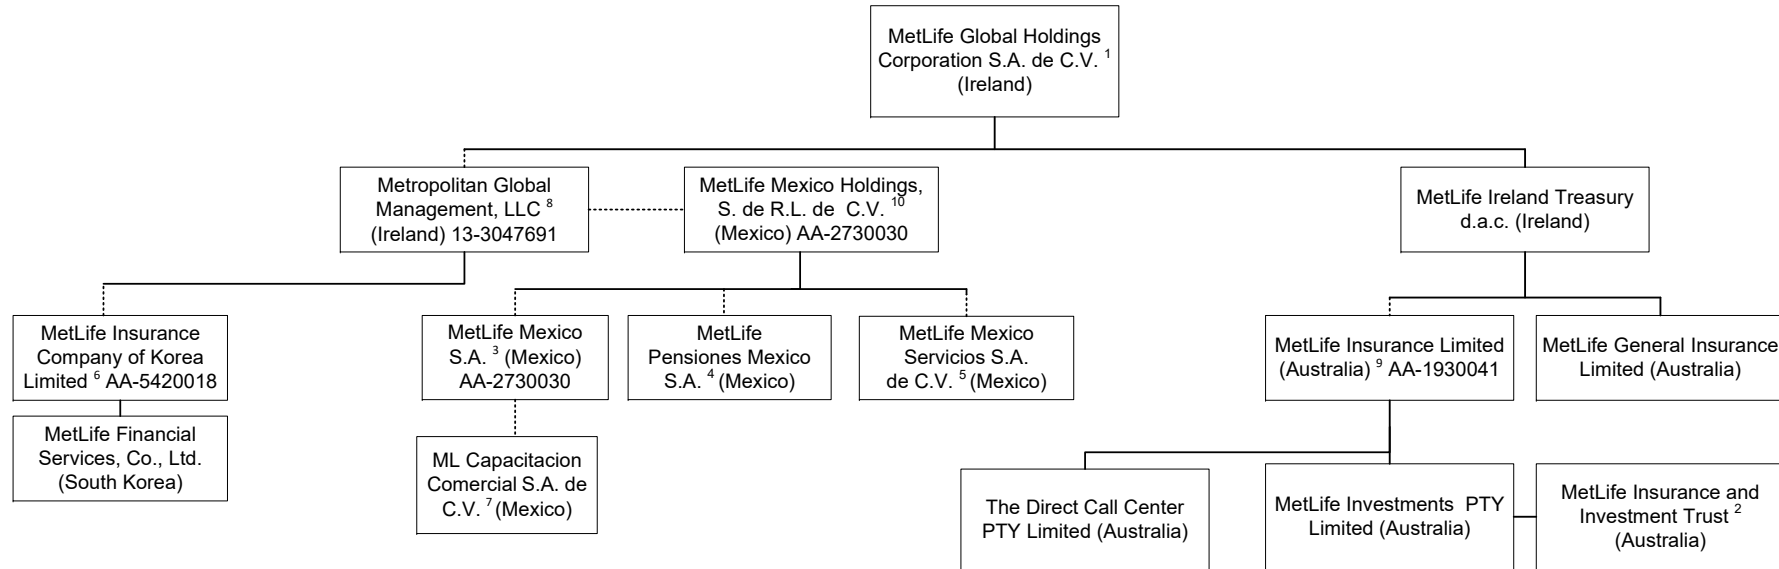 MetLife Global Holdings
Corporation S.A. de C.V. 1
(Ireland)
Metropolitan Global
Management, LLC 8
(Ireland) 13-3047691
MetLife Mexico Holdings,
S. de R.L. de C.V. 10
(Mexico) AA-2730030
MetLife Ireland Treasury
d.a.c. (Ireland)
MetLife Insurance
Company of Korea
Limited 6 AA-5420018
MetLife Mexico
S.A. 3 (Mexico)
AA-2730030
MetLife
Pensiones Mexico
S.A. 4 (Mexico)
MetLife Mexico
Servicios S.A.
de C.V. 5 (Mexico)
MetLife Insurance Limited
(Australia) 9 AA-1930041
MetLife General Insurance
Limited (Australia)
MetLife Financial
Services, Co., Ltd.
(South Korea)
ML Capacitacion
Comercial S.A. de
C.V. 7 (Mexico)
The Direct Call Center
PTY Limited (Australia)
MetLife Investments PTY
Limited (Australia)
MetLife Insurance and
Investment Trust 2
(Australia)